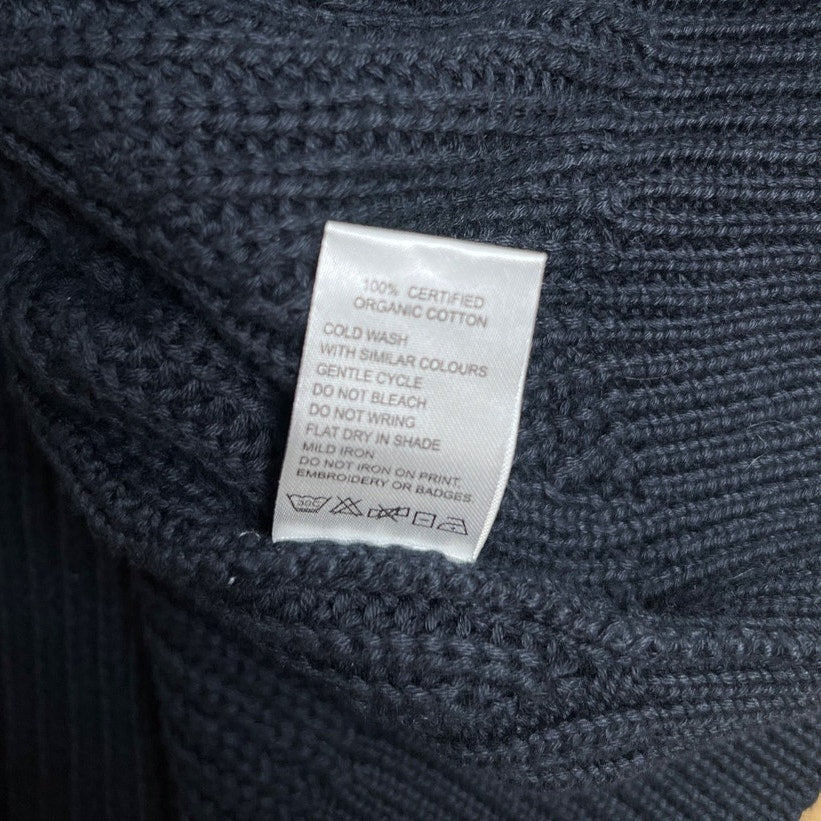 100% CERTIFIED
ORGANIC COTTON
COLD WASH
WITH SIMILAR COLOURS
GENTLE CYCLE
DO NOT BLEACH
DO NOT WRING
FLAT DRY IN SHADE
MILD IRON
DO NOT IRON ON PRINT.
EMBROIDERY OR BADGES